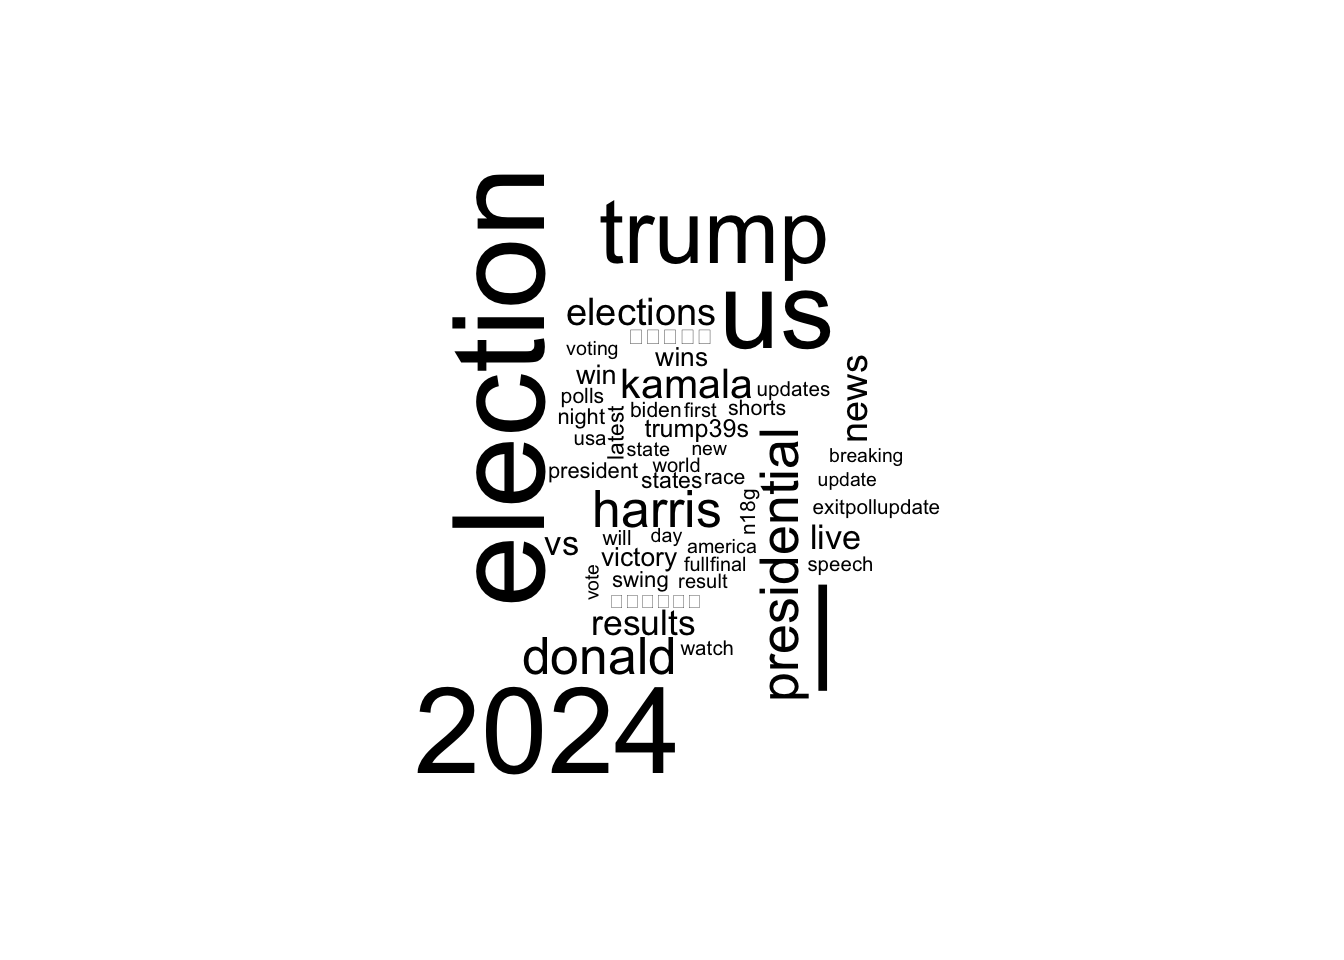 election
trump
us
elections
voting
wins
win
kamala
updates
news
polls
biden
first
shorts
night
latest
trump39s
usa
state
new
presidential
breaking
president
world
states
race
update
harris
n18g
exitpollupdate
vs
will
day
america
live
victory
fullfinal
speech
vote
swing
result
results
donald
watch
2024